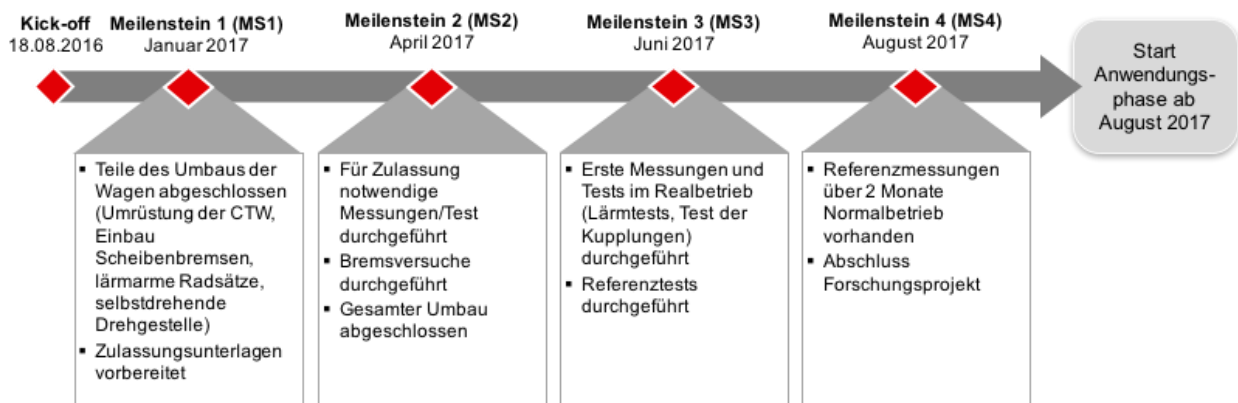 Kick-off
18.08.2016
Meilenstein 1 (MS1)
Januar 2017
Meilenstein 2 (MS2)
April 2017
Meilenstein 3 (MS3)
Juni 2017
Meilenstein 4 (MS4)
August 2017
Start
Anwendungs-
phase ab
August 2017
▪ Teile des Umbaus der
Wagen abgeschlossen
(Umrüstung der CTW,
Einbau
Scheibenbremsen,
lärmarme Radsätze,
selbstdrehende
Drehgestelle)
▪ Zulassungsunterlagen
vorbereitet
▪ Für Zulassung
notwendige
Messungen/Test
durchgeführt
▪ Bremsversuche
durchgeführt
▪ Gesamter Umbau
abgeschlossen
▪ Erste Messungen und
Tests im Realbetrieb
(Lärmtests, Test der
Kupplungen)
durchgeführt
▪ Referenztests
durchgeführt
▪ Referenzmessungen
über 2 Monate
Normalbetrieb
vorhanden
▪ Abschluss
Forschungsprojekt